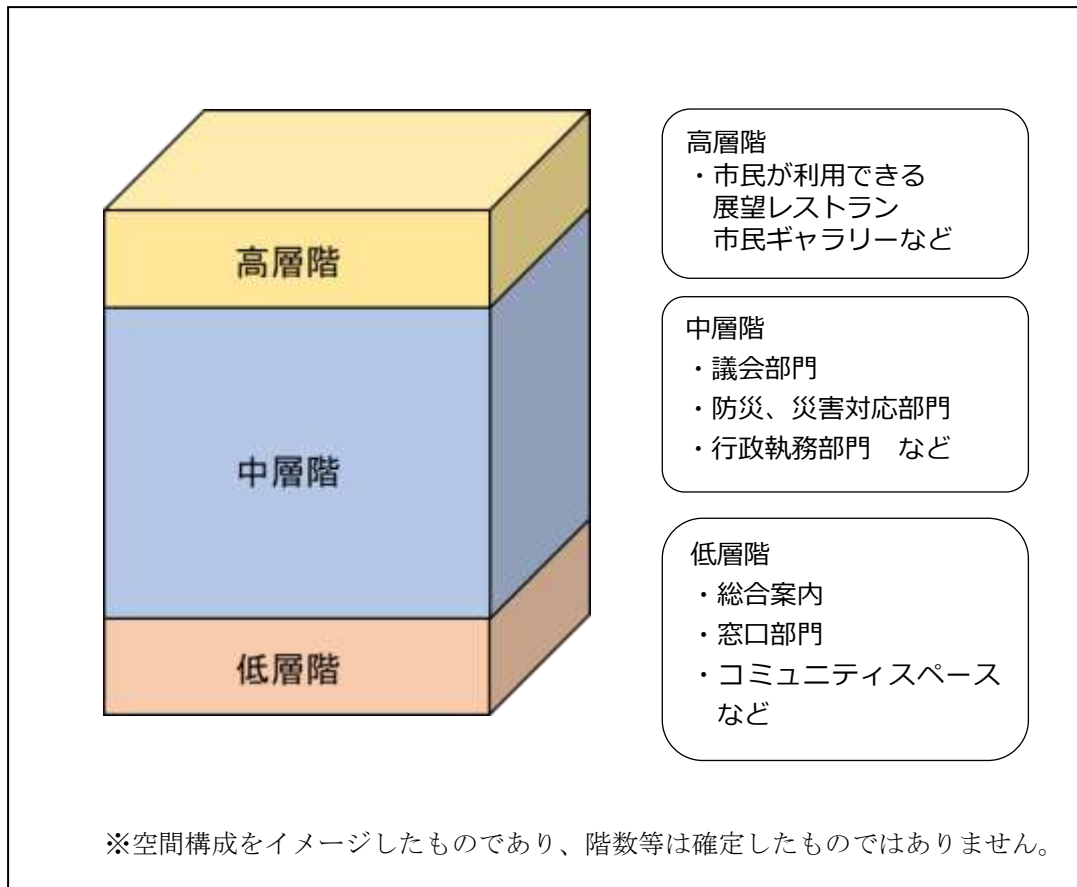 高層階
中層階
低層階
高層階
・市民が利用できる
展望レストラン
市民ギャラリーなど
中層階
・議会部門
・防災、災害対応部門
・行政執務部門　など
低層階
・総合案内
・窓口部門
・コミュニティスペース
など
※空間構成をイメージしたものであり、階数等は確定したものではありません。